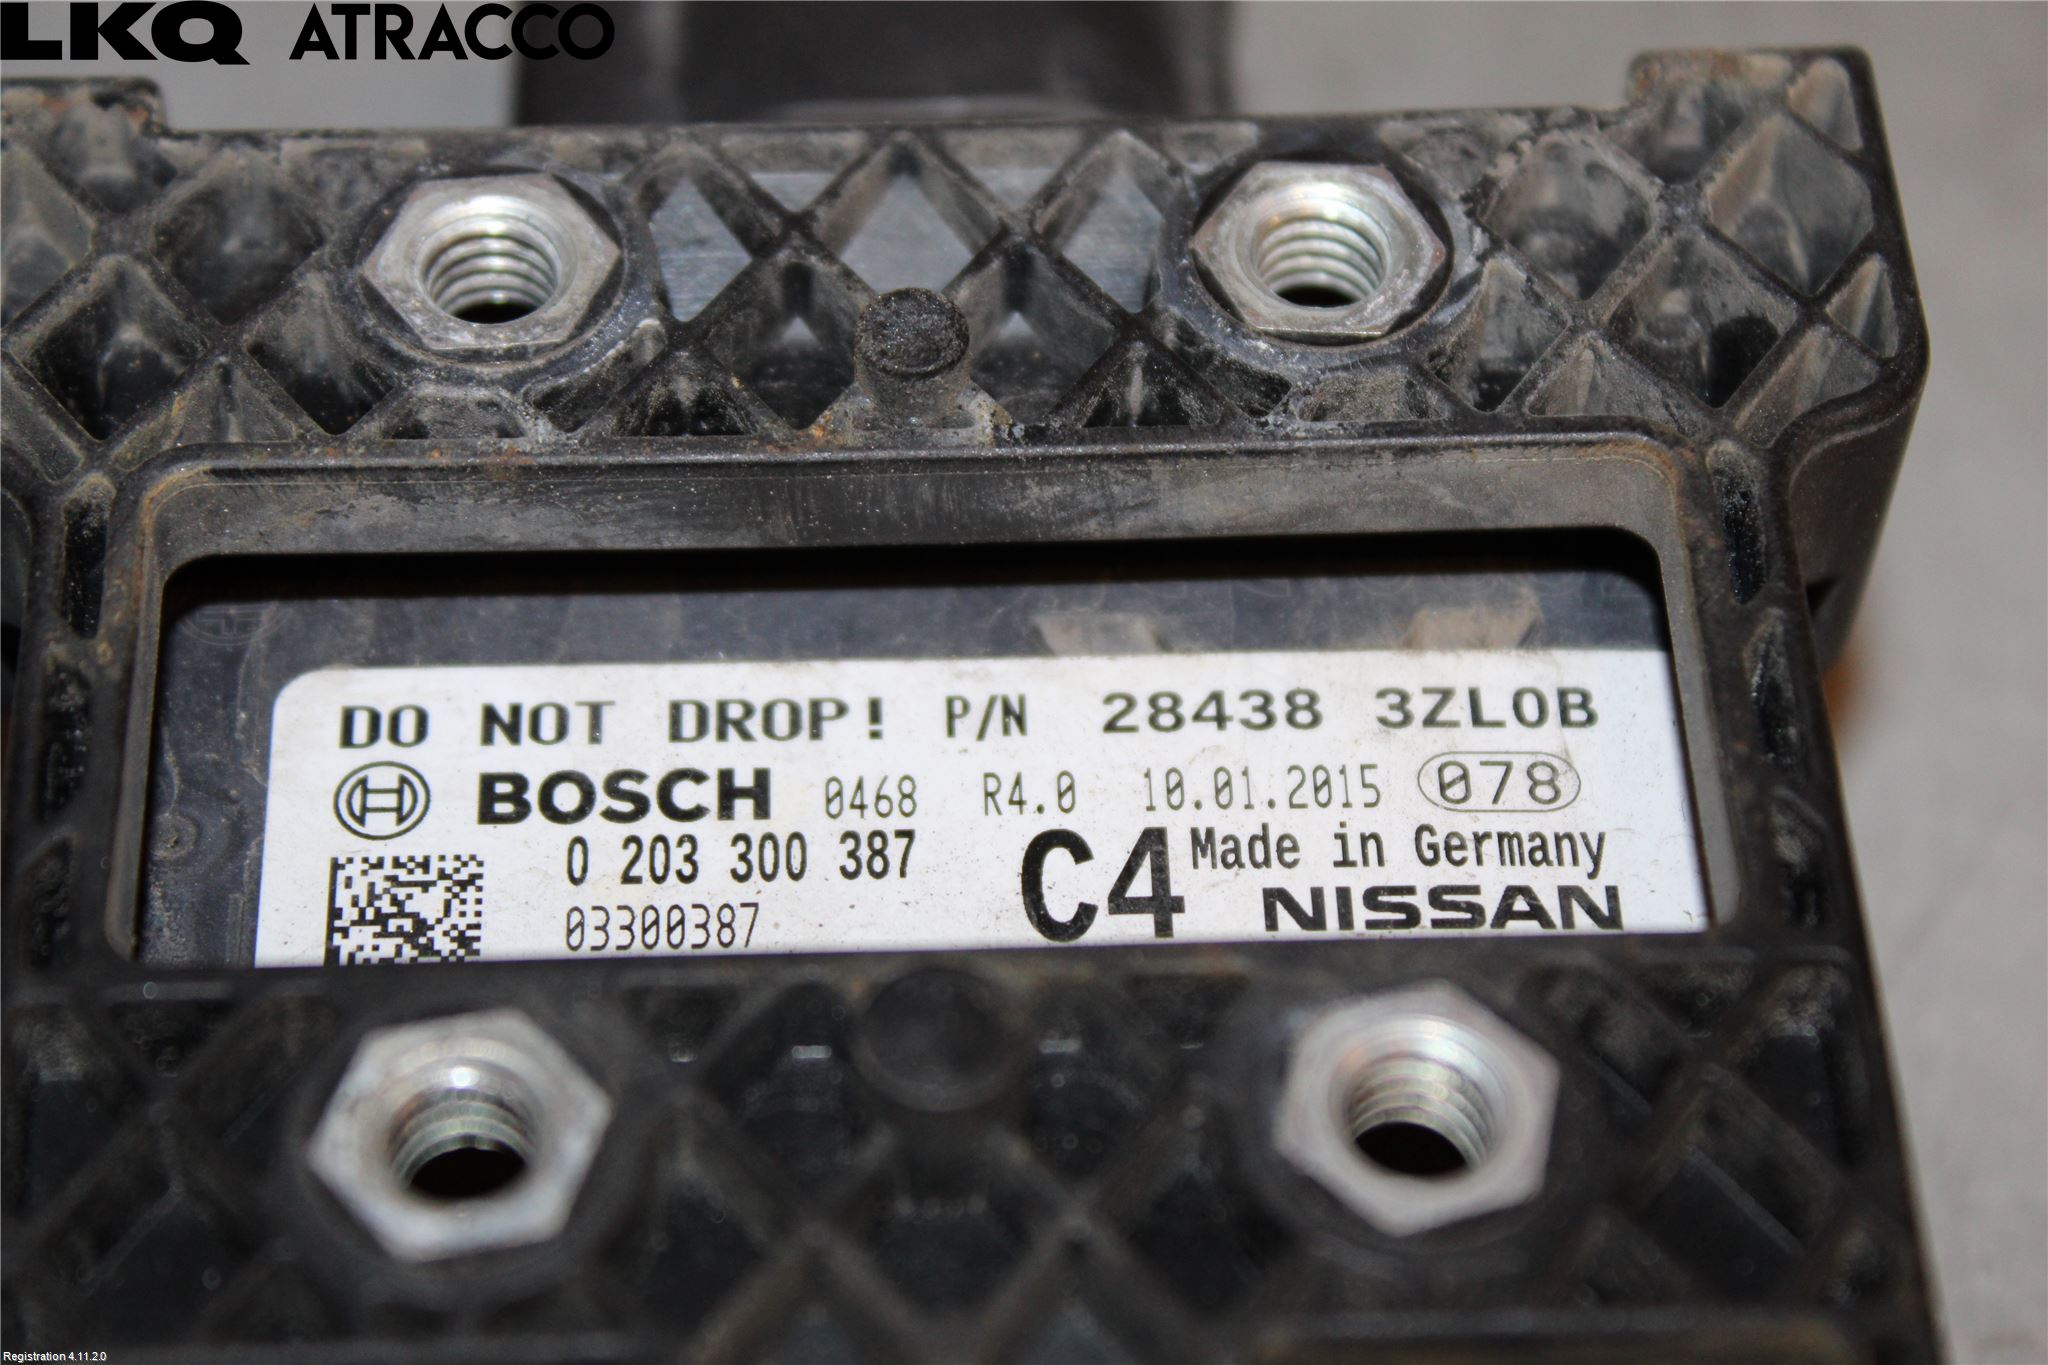 LKQ ATRACCO
DO NOT DROP! P/N 28438 3ZL0B
BOSCH 0468 R4.0 10.01.2015 078
0 203 300 387 C4 Made in Germany
03300387 NISSAN
Registration 4.11.2.0